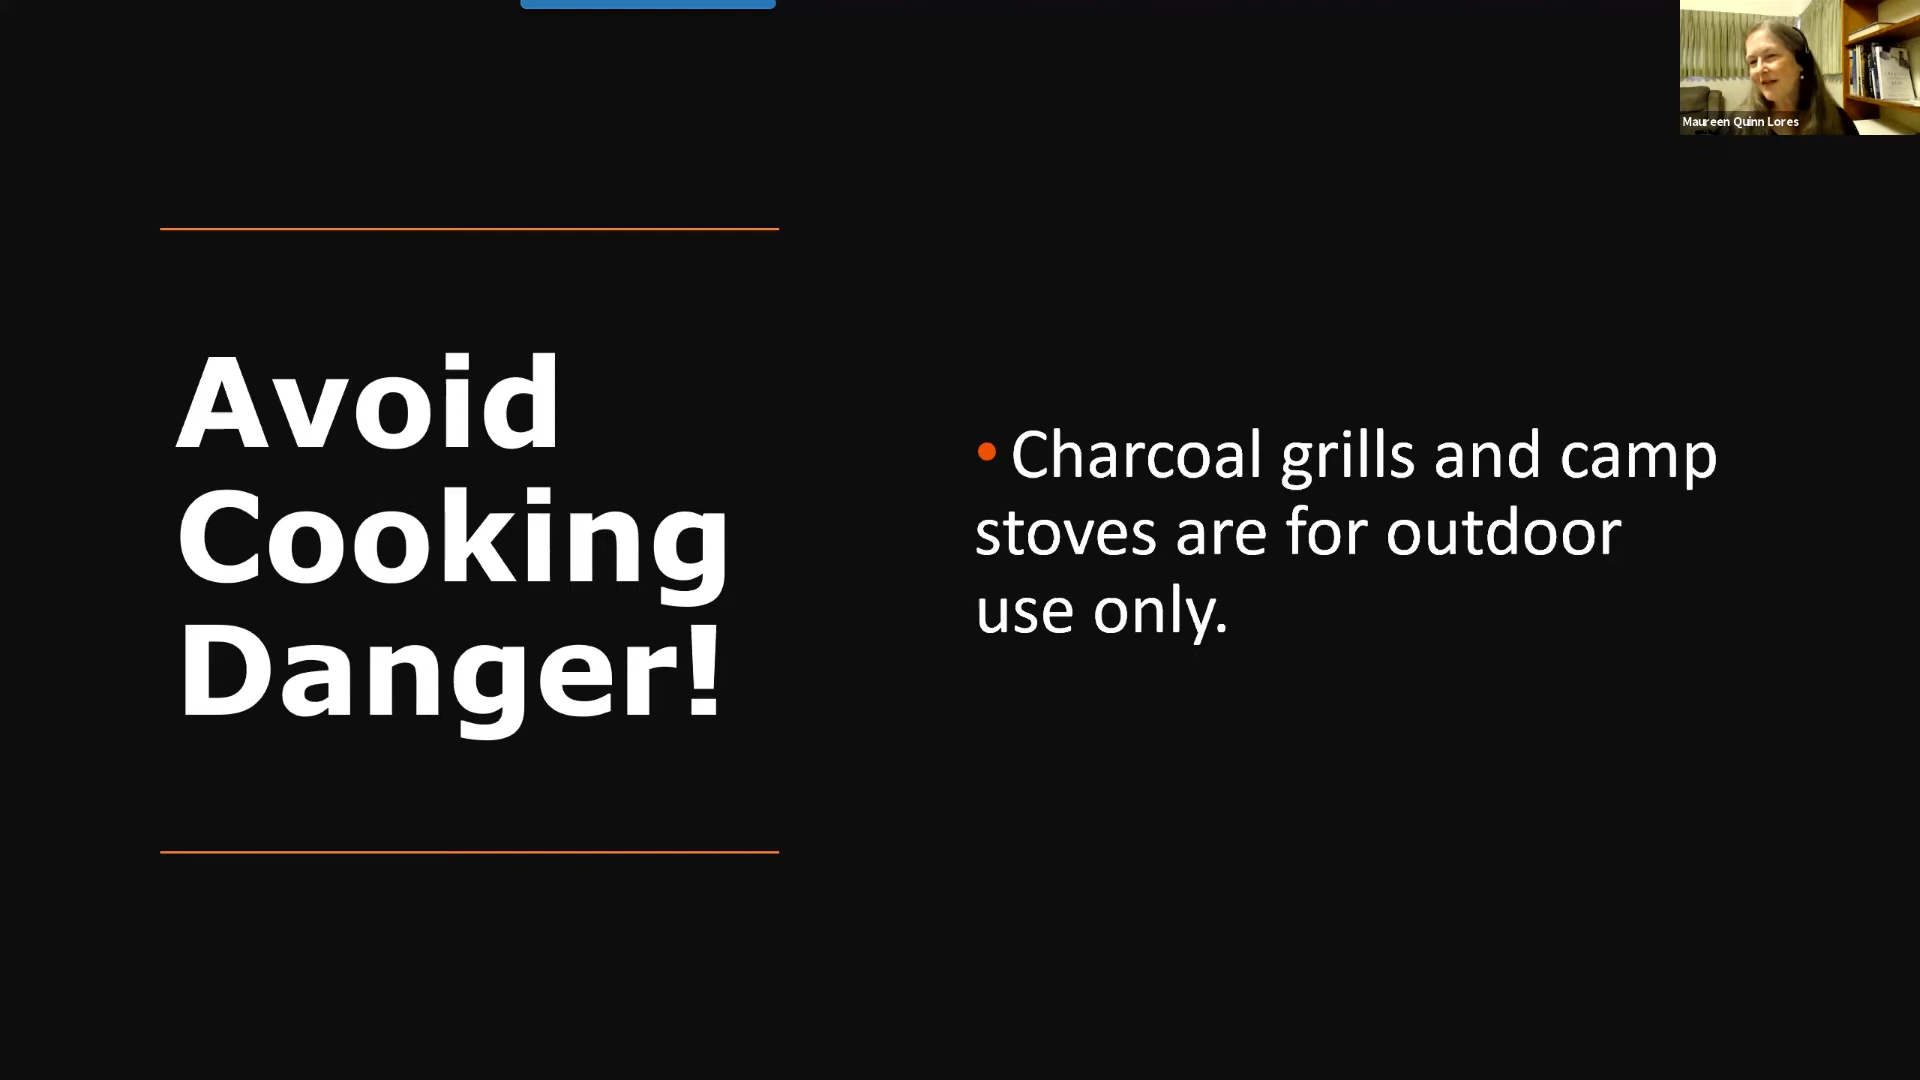 Maureen Quinn Lores
Avoid
Cooking
Danger!
• Charcoal grills and camp
stoves are for outdoor
use only.